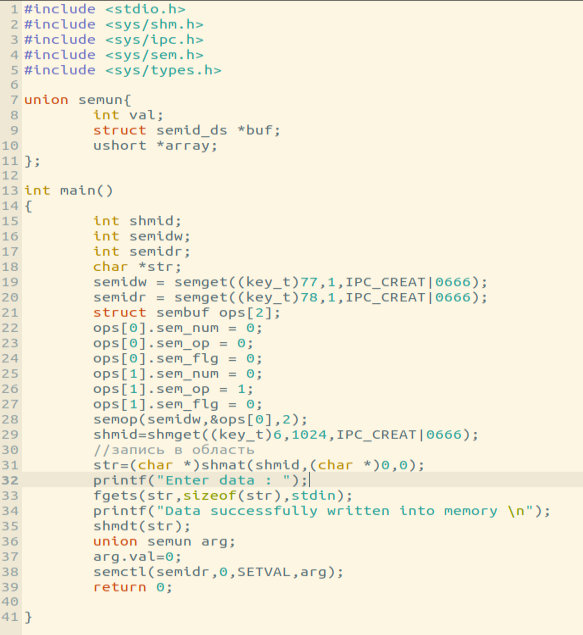 1 #include <stdio.h>
2 #include <sys/shm.h>
3 #include <sys/ipc.h>
4 #include <sys/sem.h>
5 #include <sys/types.h>
6
7 union semun{
8         int val;
9         struct semid_ds *buf;
10         ushort *array;
11 };
12
13 int main()
14 {
15         int shmid;
16         int semidw;
17         int semidr;
18         char *str;
19         semidw = semget((key_t)77,1,IPC_CREAT|0666);
20         semidr = semget((key_t)78,1,IPC_CREAT|0666);
21         struct sembuf ops[2];
22         ops[0].sem_num = 0;
23         ops[0].sem_op = 0;
24         ops[0].sem_flg = 0;
25         ops[1].sem_num = 0;
26         ops[1].sem_op = 1;
27         ops[1].sem_flg = 0;
28         semop(semidw,&ops[0],2);
29         shmid=shmget((key_t)6,1024,IPC_CREAT|0666);
30         //запись в область
31         str=(char *)shmat(shmid,(char *)0,0);
32         printf("Enter data : ");
33         fgets(str,sizeof(str),stdin);
34         printf("Data successfully written into memory \n");
35         shmdt(str);
36         union semun arg;
37         arg.val=0;
38         semctl(semidr,0,SETVAL,arg);
39         return 0;
40
41 }